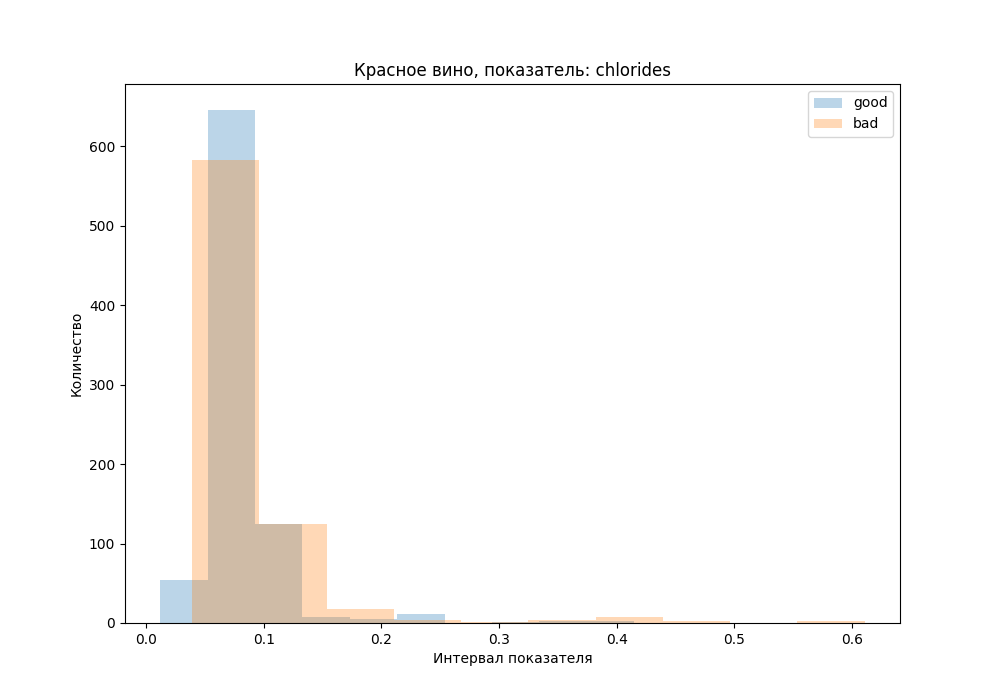 Красное вино, показатель: chlorides
good
bad
Количество
600
500
400
300
200
100
0
0.0 0.1 0.2 0.3 0.4 0.5 0.6
Интервал показателя